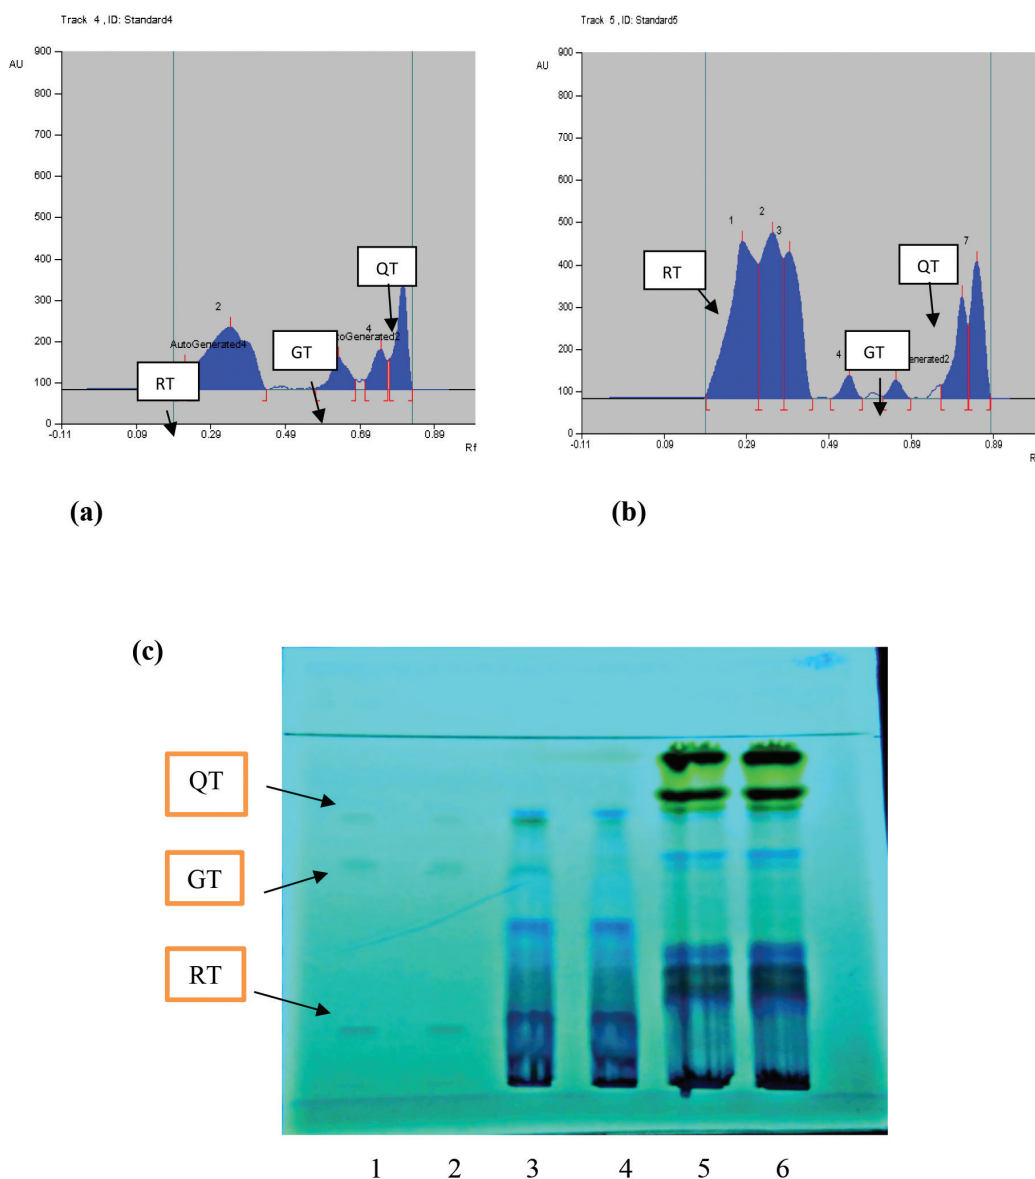 Track 4 , ID: Standard4
AU
900
800
700
600
500
400
300
200
100
0
2
4
AutoGenerated4
toGenerated2
RT
GT
QT
-0.11
0.09
0.29
0.49
0.69
0.89
Rf
(a)
Track 5 , ID: Standard5
AU
900
800
700
600
500
400
300
200
100
0
1
2
3
4
7
enerated2
RT
GT
QT
-0.11
0.09
0.29
0.49
0.69
0.89
R
(b)
(c)
QT
GT
RT
1 2 3 4 5 6